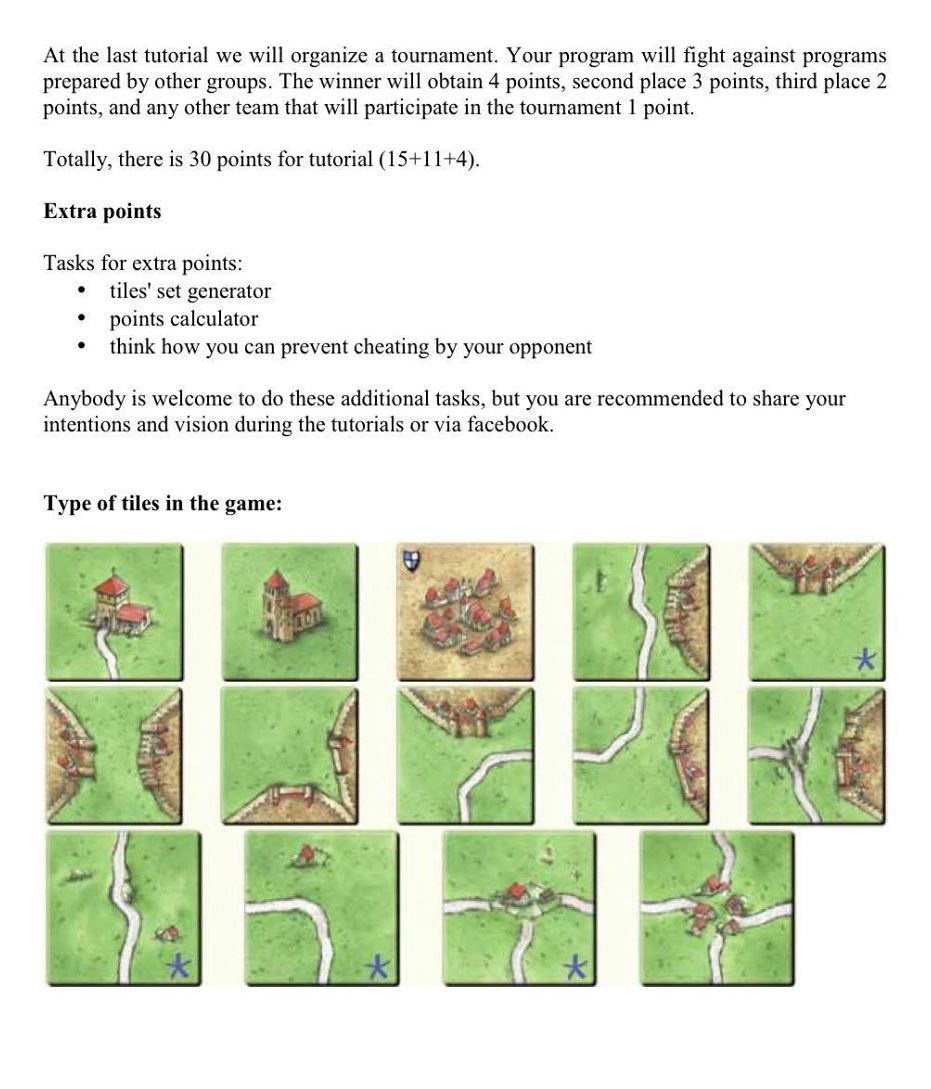 At the last tutorial we will organize a tournament. Your program will fight against programs
prepared by other groups. The winner will obtain 4 points, second place 3 points, third place 2
points, and any other team that will participate in the tournament 1 point.
Totally, there is 30 points for tutorial (15+11+4).
Extra points
Tasks for extra points:
• tiles' set generator
• points calculator
• think how you can prevent cheating by your opponent
Anybody is welcome to do these additional tasks, but you are recommended to share your
intentions and vision during the tutorials or via facebook.
Type of tiles in the game: